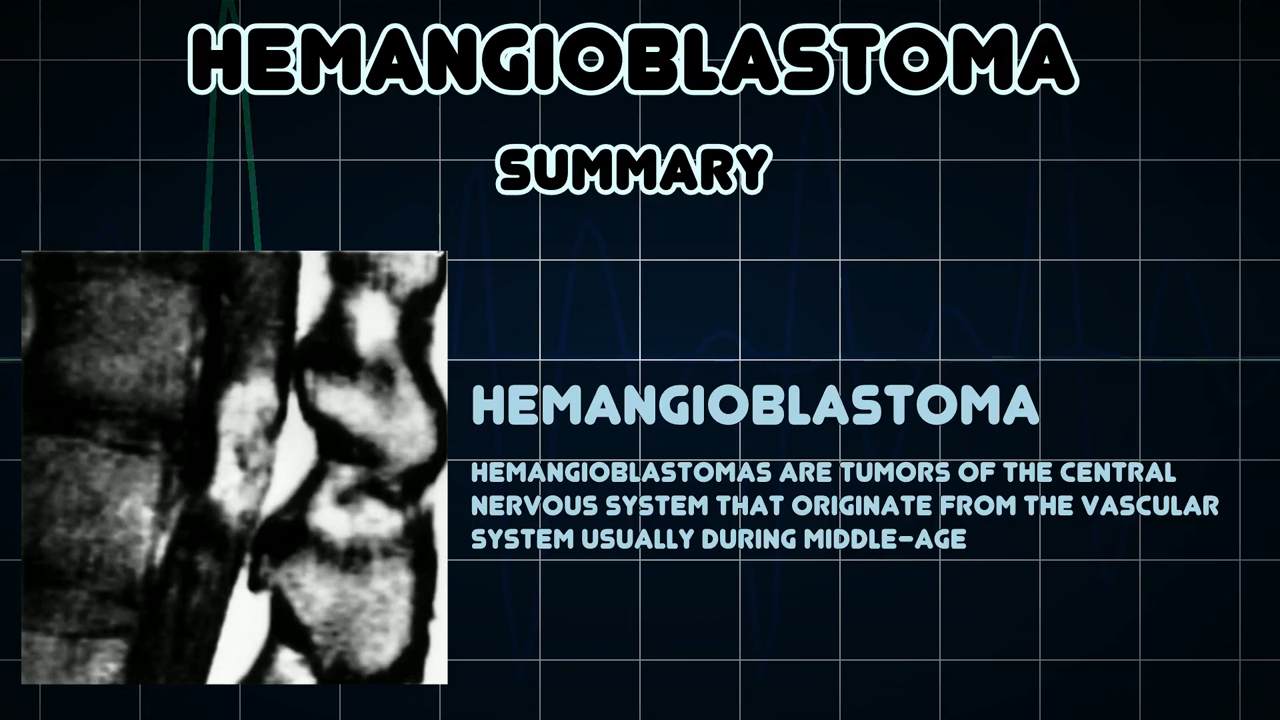 HEMANGIOBLASTOMA
SUMMARY
HEMANGIOBLASTOMA
HEMANGIOBLASTOMAS ARE TUMORS OF THE CENTRAL
NERVOUS SYSTEM THAT ORIGINATE FROM THE VASCULAR
SYSTEM USUALLY DURING MIDDLE-AGE